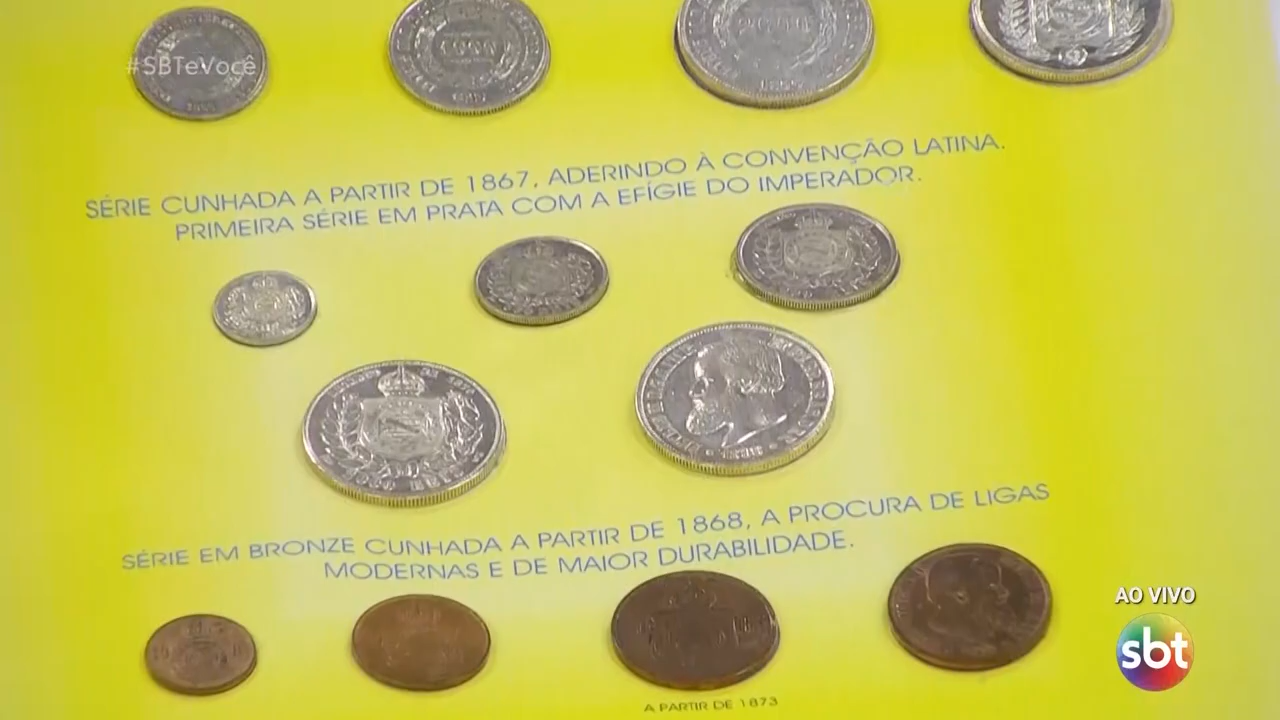 #SBTeVocê
SÉRIE CUNHADA A PARTIR DE 1867, ADERINDO À CONVENÇÃO LATINA.
PRIMEIRA SÉRIE EM PRATA COM A EFÍGIE DO IMPERADOR.
SÉRIE EM BRONZE CUNHADA A PARTIR DE 1868, A PROCURA DE LIGAS
MODERNAS E DE MAIOR DURABILIDADE.
A PARTIR DE 1873
AO VIVO
sbt